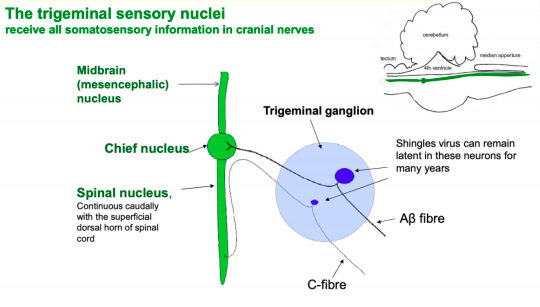 The trigeminal sensory nuclei
receive all somatosensory information in cranial nerves
cerebellum
tectum
4th ventricle
median apperture
Midbrain
(mesencephalic)
nucleus
Trigeminal ganglion
Chief nucleus
Shingles virus can remain
latent in these neurons for
many years
Spinal nucleus,
Continuous caudally
with the superficial
dorsal horn of spinal
cord
Aβ fibre
C-fibre